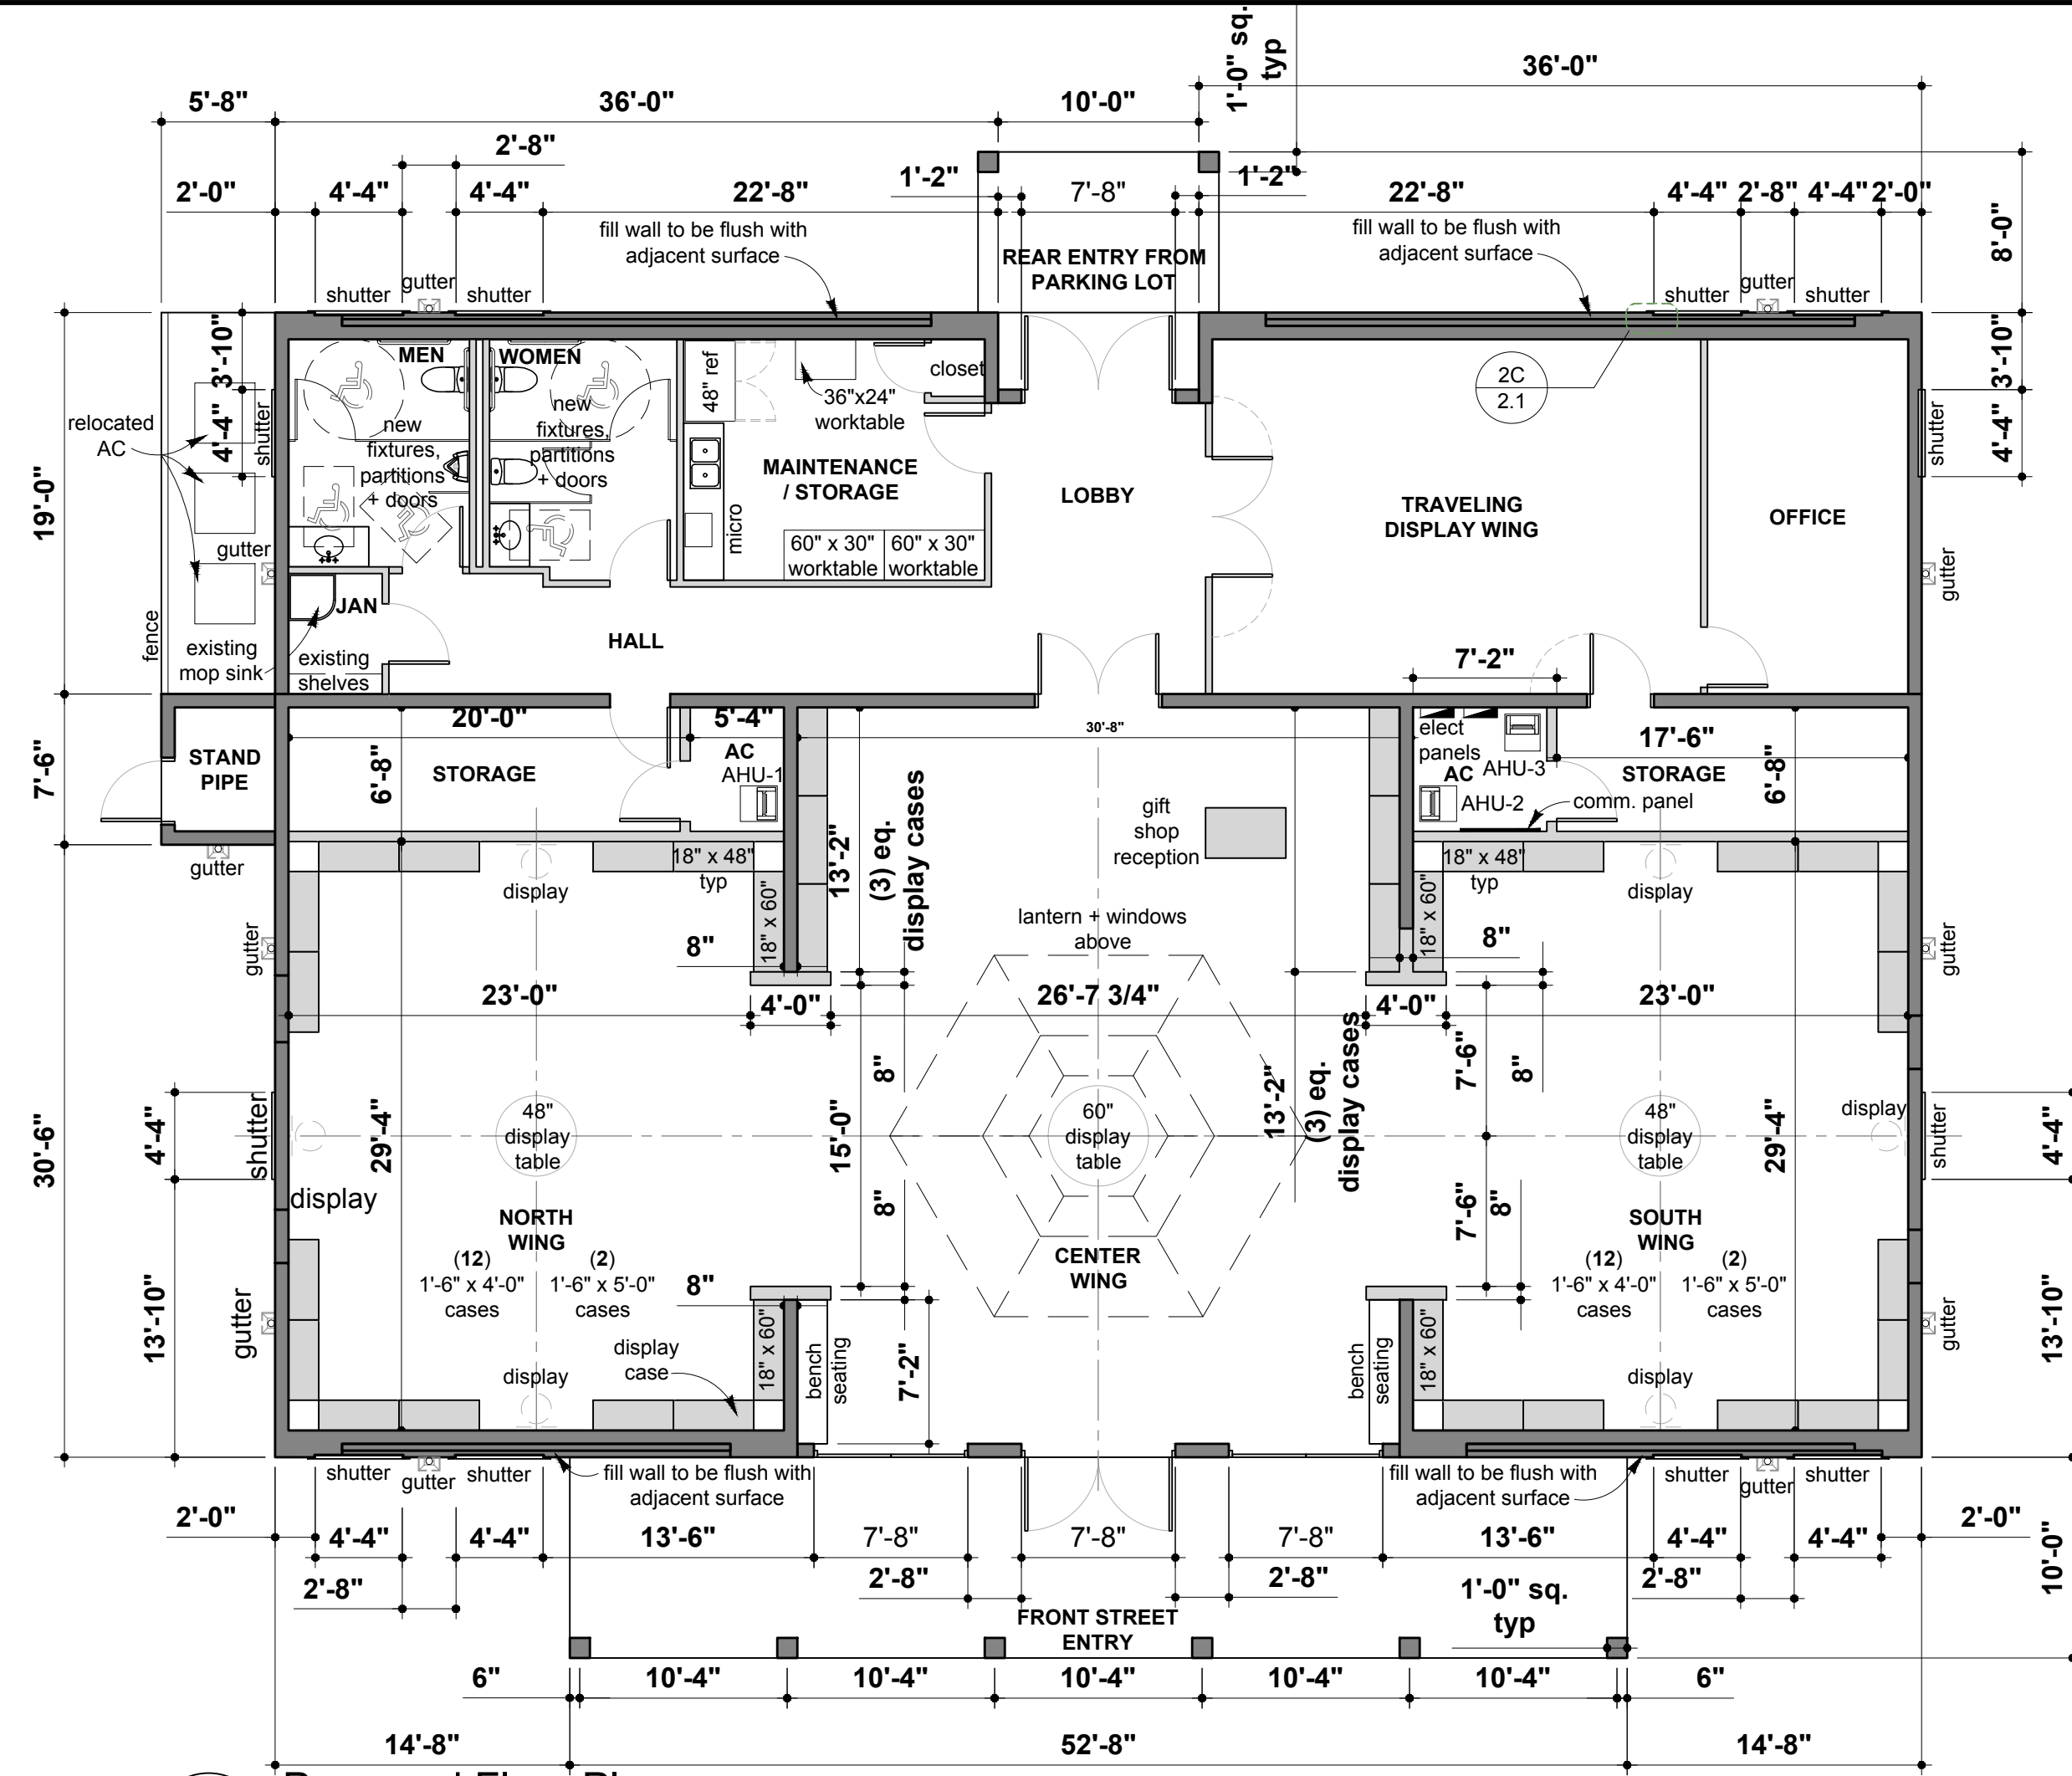 1'-0" sq.
typ
36'-0"
5'-8"
36'-0"
10'-0"
2'-8"
2'-0"
4'-4"
4'-4"
22'-8"
1'-2"
7'-8"
1'-2"
22'-8"
4'-4"
2'-8"
4'-4"
2'-0"
8'-0"
fill wall to be flush with
adjacent surface
REAR ENTRY FROM
PARKING LOT
fill wall to be flush with
adjacent surface
shutter
gutter
shutter
shutter
gutter
shutter
3'-10"
4'-4"
shutter
relocated
AC
19'-0"
MEN
WOMEN
new
fixtures,
partitions
+ doors
new
fixtures,
partitions
+ doors
48" ref
36"x24"
worktable
closet
MAINTENANCE
/ STORAGE
micro
60" x 30"
worktable
60" x 30"
worktable
LOBBY
2C
2.1
TRAVELING
DISPLAY WING
OFFICE
3'-10"
4'-4"
shutter
gutter
gutter
fence
JAN
existing
mop sink
existing
shelves
HALL
7'-2"
20'-0"
5'-4"
30'-8"
7'-6"
STAND
PIPE
6'-8"
STORAGE
AC
AHU-1
elect
panels
AC
AHU-3
AHU-2
17'-6"
STORAGE
6'-8"
comm. panel
gift
shop
reception
gutter
display
18" x 48"
typ
18" x 60"
13'-2"
(3) eq.
display cases
18" x 48"
typ
18" x 60"
display
lantern + windows
above
gutter
8"
8"
gutter
23'-0"
4'-0"
26'-7 3/4"
4'-0"
23'-0"
8"
13'-2"
(3) eq.
display cases
7'-6"
8"
30'-6"
4'-4"
shutter
29'-4"
48"
display
table
15'-0"
60"
display
table
48"
display
table
29'-4"
display
shutter
4'-4"
display
8"
7'-6"
8"
NORTH
WING
(12)
1'-6" x 4'-0"
cases
(2)
1'-6" x 5'-0"
cases
8"
CENTER
WING
SOUTH
WING
(12)
1'-6" x 4'-0"
cases
(2)
1'-6" x 5'-0"
cases
13'-10"
gutter
display
display
case
18" x 60"
bench
seating
7'-2"
bench
seating
18" x 60"
display
gutter
13'-10"
shutter
gutter
shutter
fill wall to be flush with
adjacent surface
fill wall to be flush with
adjacent surface
shutter
gutter
shutter
2'-0"
4'-4"
4'-4"
13'-6"
7'-8"
7'-8"
7'-8"
13'-6"
4'-4"
4'-4"
2'-0"
2'-8"
2'-8"
2'-8"
2'-8"
10'-0"
1'-0" sq.
typ
FRONT STREET
ENTRY
6"
10'-4"
10'-4"
10'-4"
10'-4"
10'-4"
6"
14'-8"
52'-8"
14'-8"